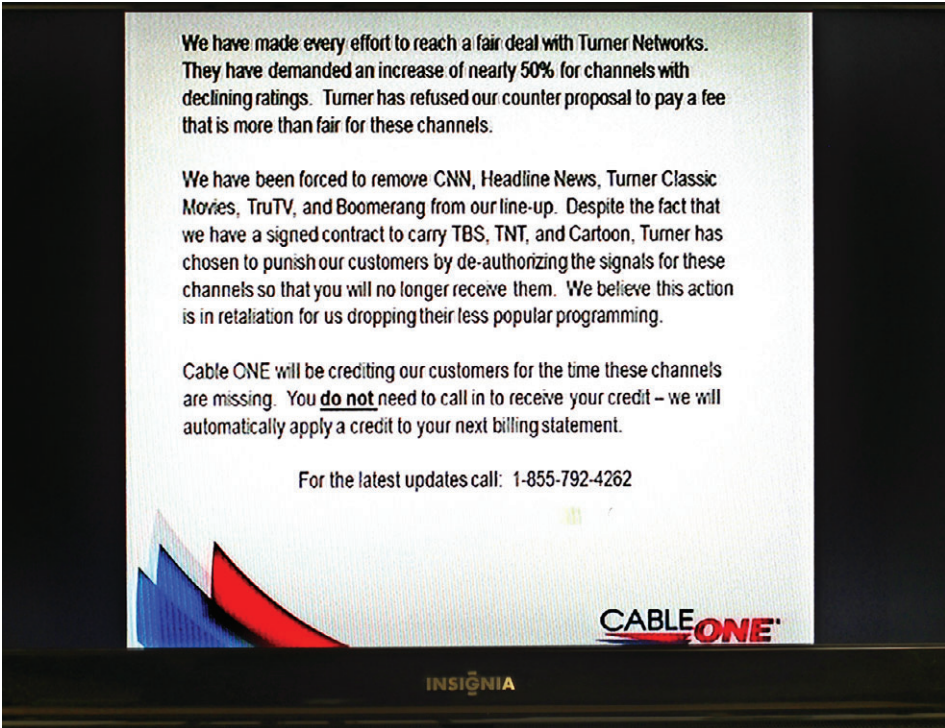 We have made every effort to reach a fair deal with Turner Networks.
They have demanded an increase of nearly 50% for channels with
declining ratings. Turner has refused our counter proposal to pay a fee
that is more than fair for these channels.
We have been forced to remove CNN, Headline News, Turner Classic
Movies, TruTV, and Boomerang from our line-up. Despite the fact that
we have a signed contract to carry TBS, TNT, and Cartoon, Turner has
chosen to punish our customers by de-authorizing the signals for these
channels so that you will no longer receive them. We believe this action
is in retaliation for us dropping their less popular programming.
Cable ONE will be crediting our customers for the time these channels
are missing. You do not need to call in to receive your credit – we will
automatically apply a credit to your next billing statement.
For the latest updates call: 1-855-792-4262
CABLE ONE
INSIGNIA